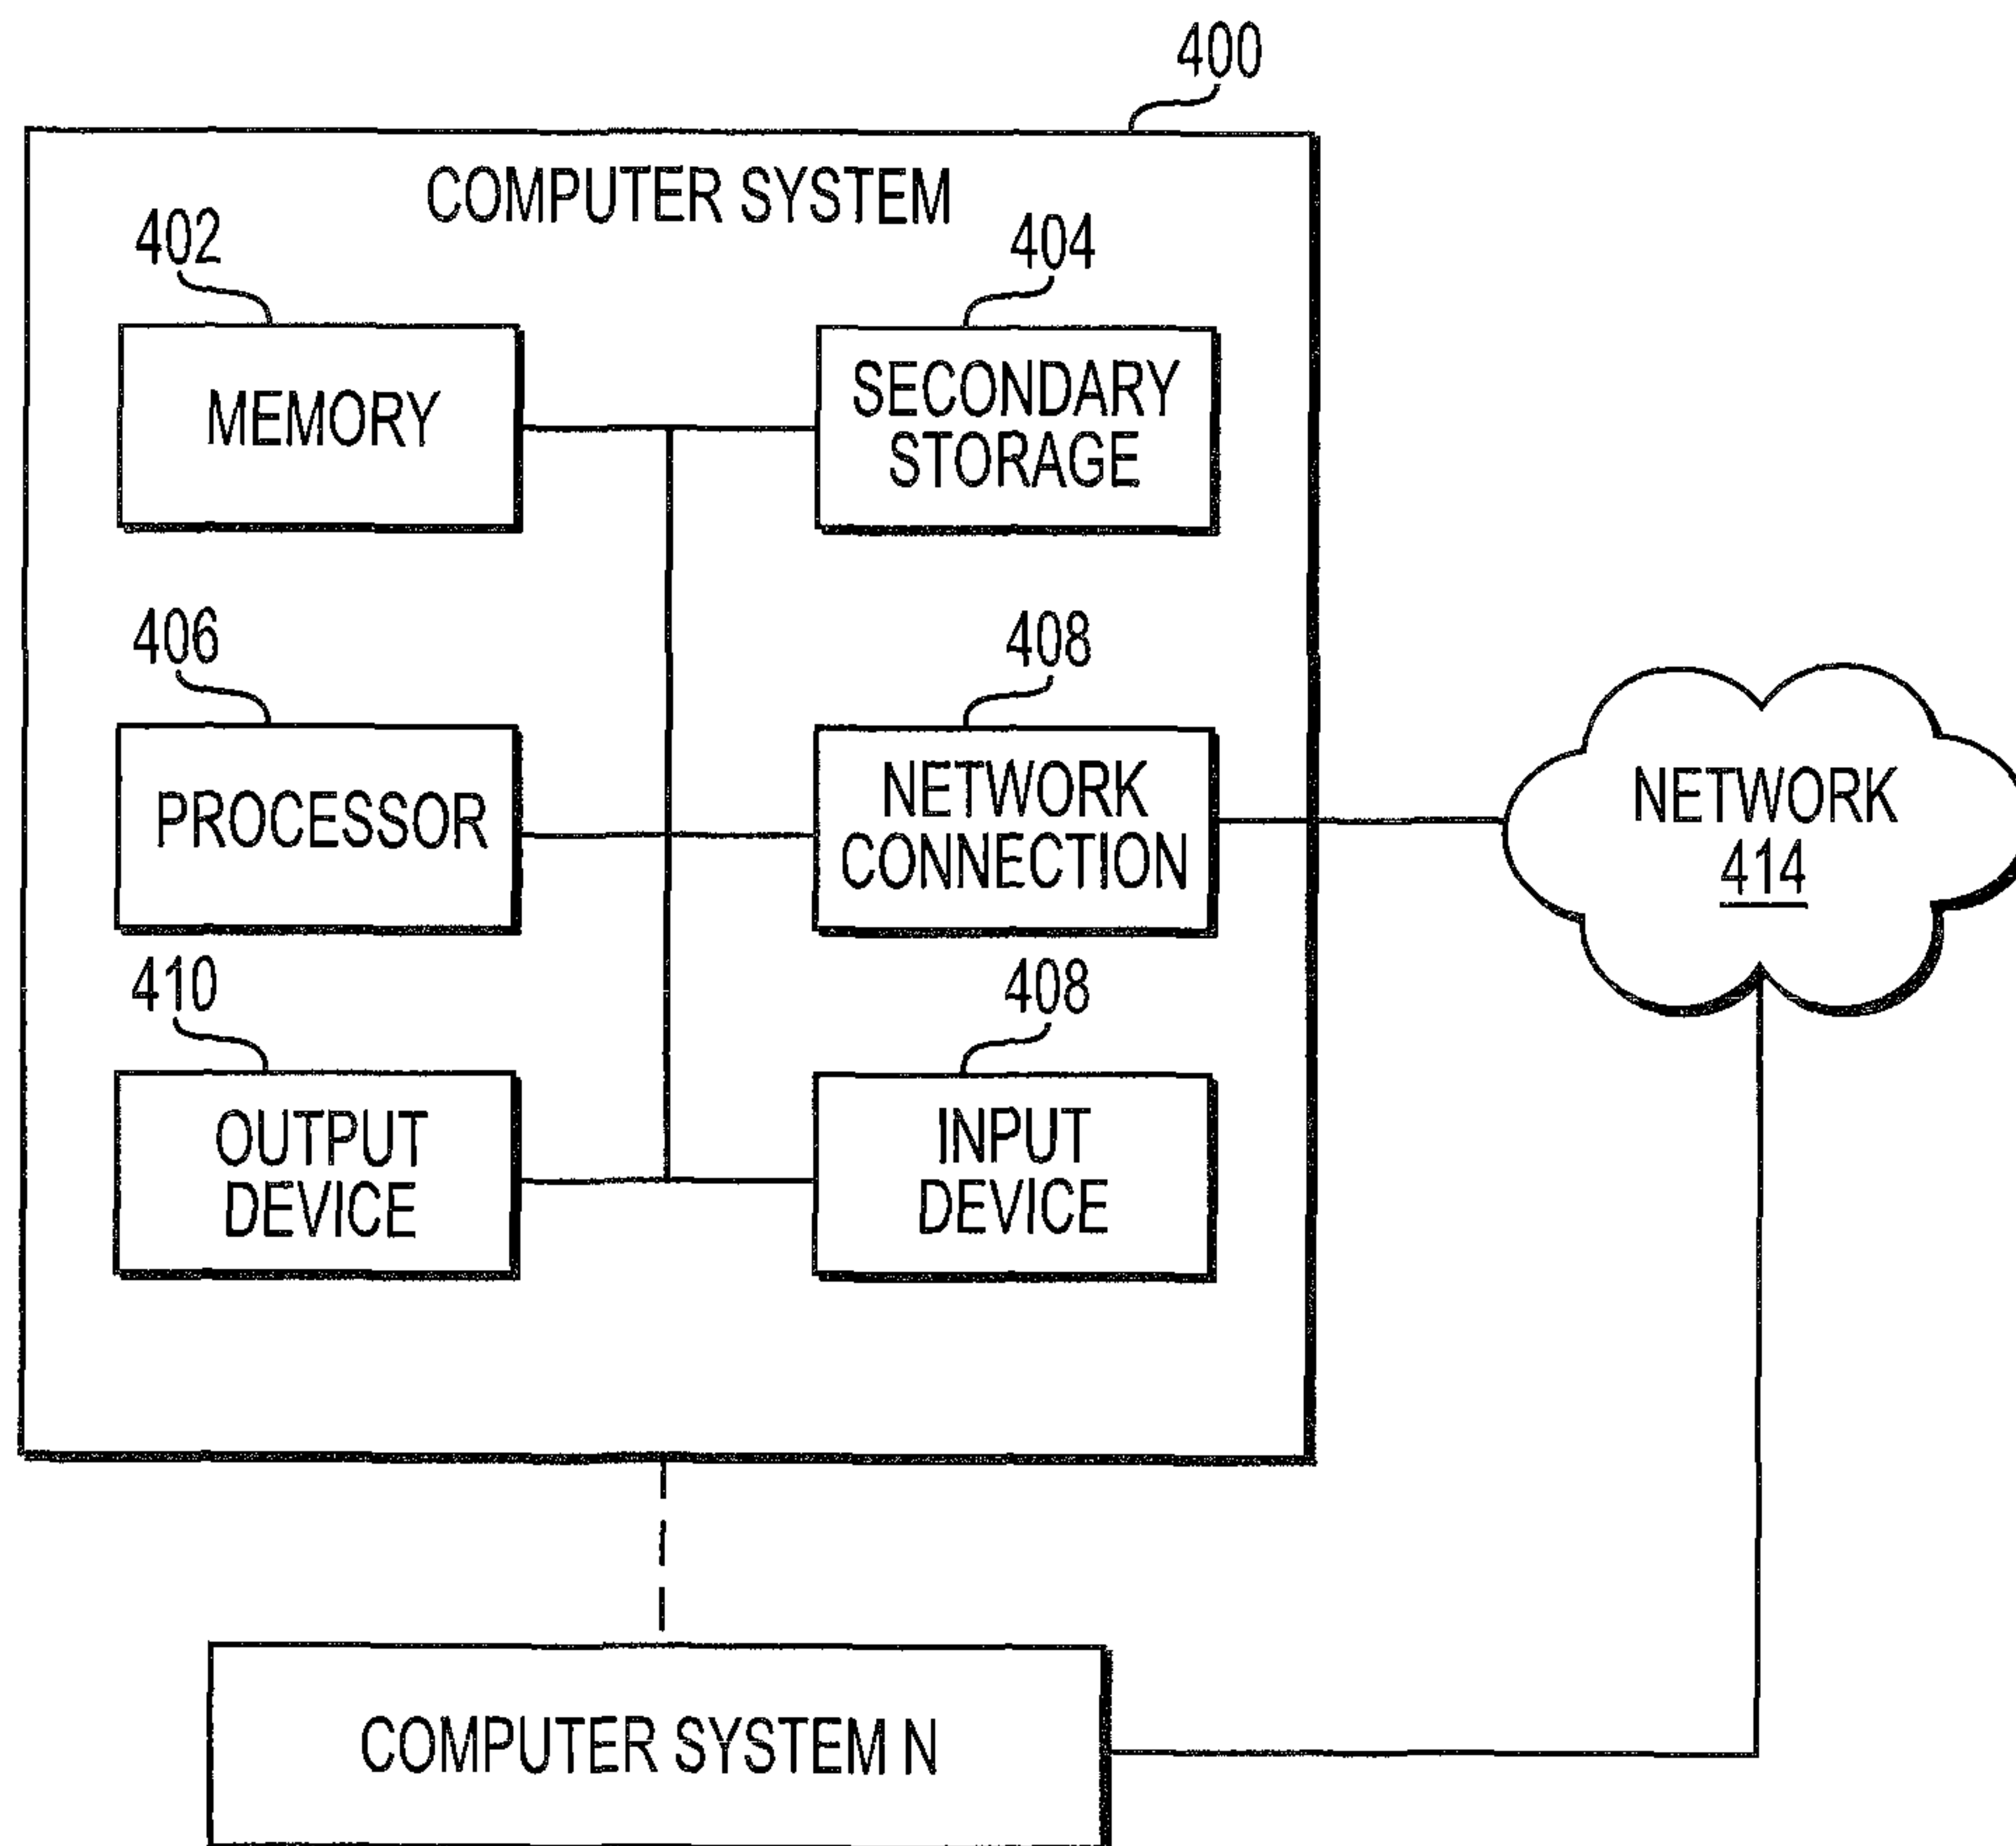 400
COMPUTER SYSTEM
402
404
MEMORY
SECONDARY
STORAGE
406
408
PROCESSOR
NETWORK
CONNECTION
NETWORK
414
410
408
OUTPUT
DEVICE
INPUT
DEVICE
COMPUTER SYSTEM N